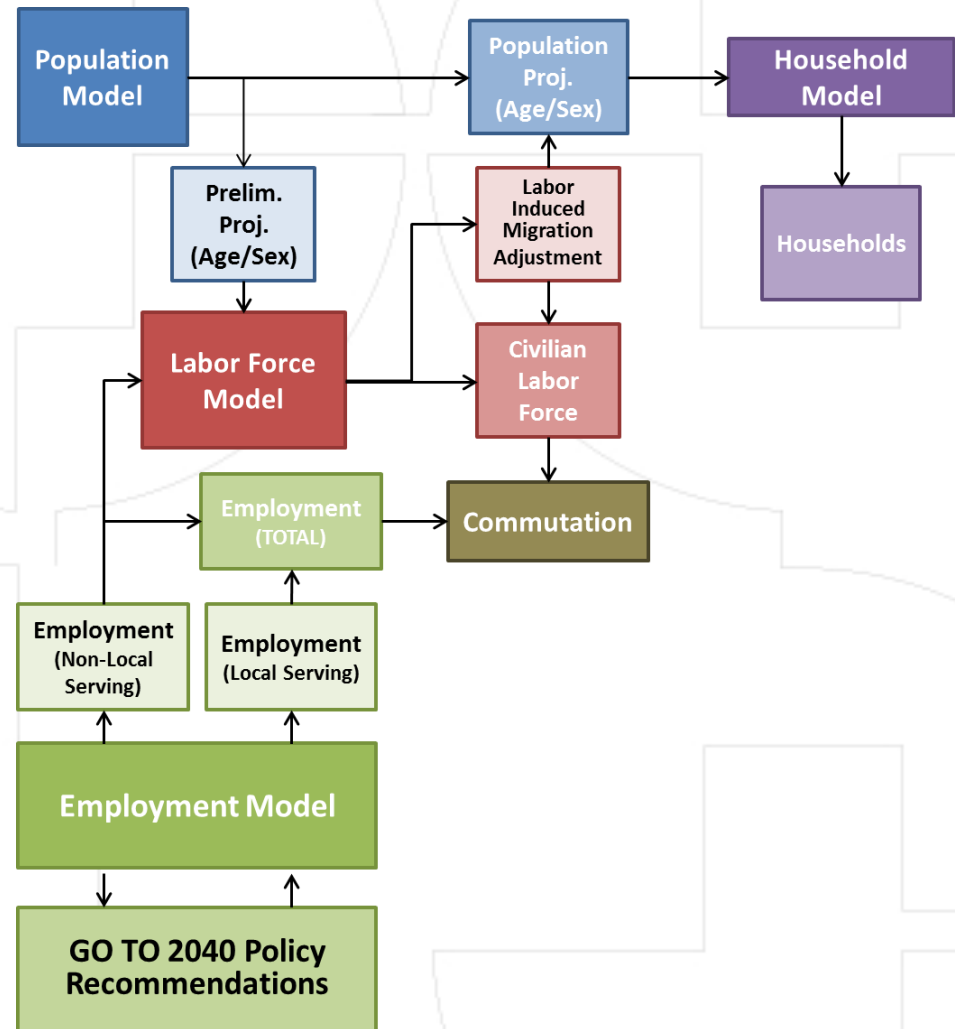 Population
Model
Population
Proj.
(Age/Sex)
Household
Model
Prelim.
Proj.
(Age/Sex)
Labor
Induced
Migration
Adjustment
Households
Labor Force
Model
Civilian
Labor
Force
Employment
(TOTAL)
Commutation
Employment
(Non-Local
Serving)
Employment
(Local Serving)
Employment Model
GO TO 2040 Policy
Recommendations